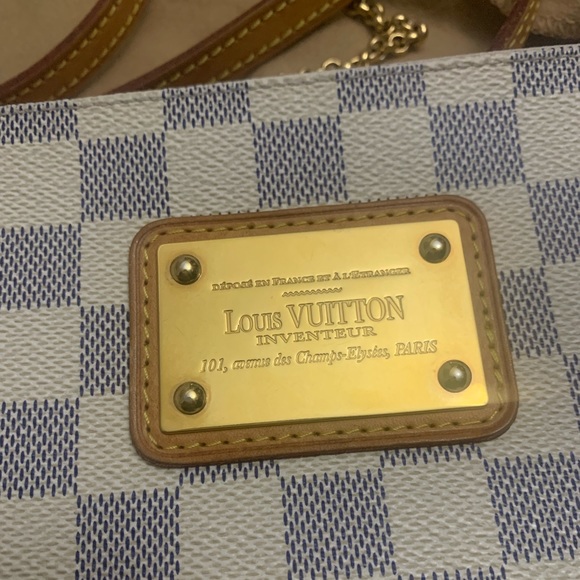 DÉPOSÉ EN FRANCE ET À L'ÉTRANGER
LOUIS VUITTON
INVENTEUR
101, avenue des Champs-Elysées, PARIS